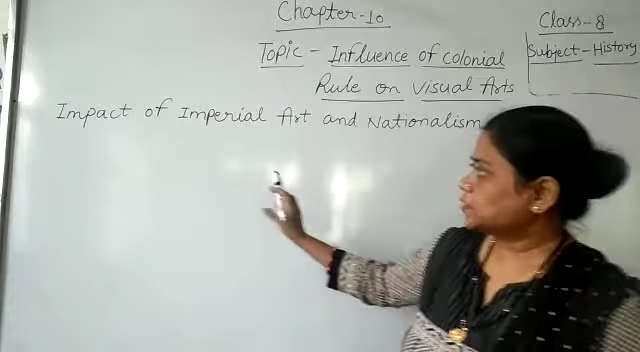 Chapter-10
Class-8
Subject-History
Topic - Influence of colonial
Rule on Visual Arts
Impact of Imperial Art and Nationalism